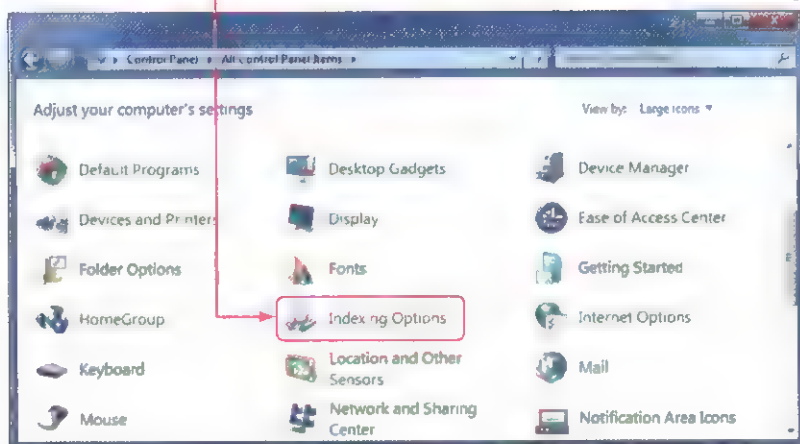 Control Panel ▸ All Control Panel Items ▸
Adjust your computer's settings
View by: Large icons ▾
Default Programs
Desktop Gadgets
Device Manager
Devices and Printers
Display
Ease of Access Center
Folder Options
Fonts
Getting Started
HomeGroup
Indexing Options
Internet Options
Keyboard
Location and Other
Sensors
Mail
Mouse
Network and Sharing
Center
Notification Area Icons